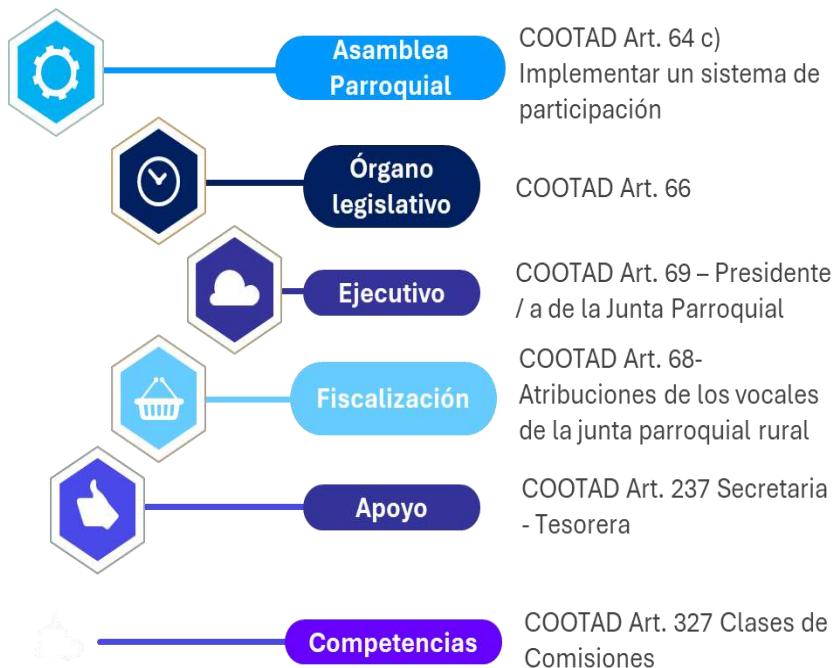 Asamblea
Parroquial
COOTAD Art. 64 c)
Implementar un sistema de
participación
Órgano
legislativo
COOTAD Art. 66
Ejecutivo
COOTAD Art. 69 – Presidente
/ a de la Junta Parroquial
Fiscalización
COOTAD Art. 68-
Atribuciones de los vocales
de la junta parroquial rural
Apoyo
COOTAD Art. 237 Secretaria
- Tesorera
Competencias
COOTAD Art. 327 Clases de
Comisiones